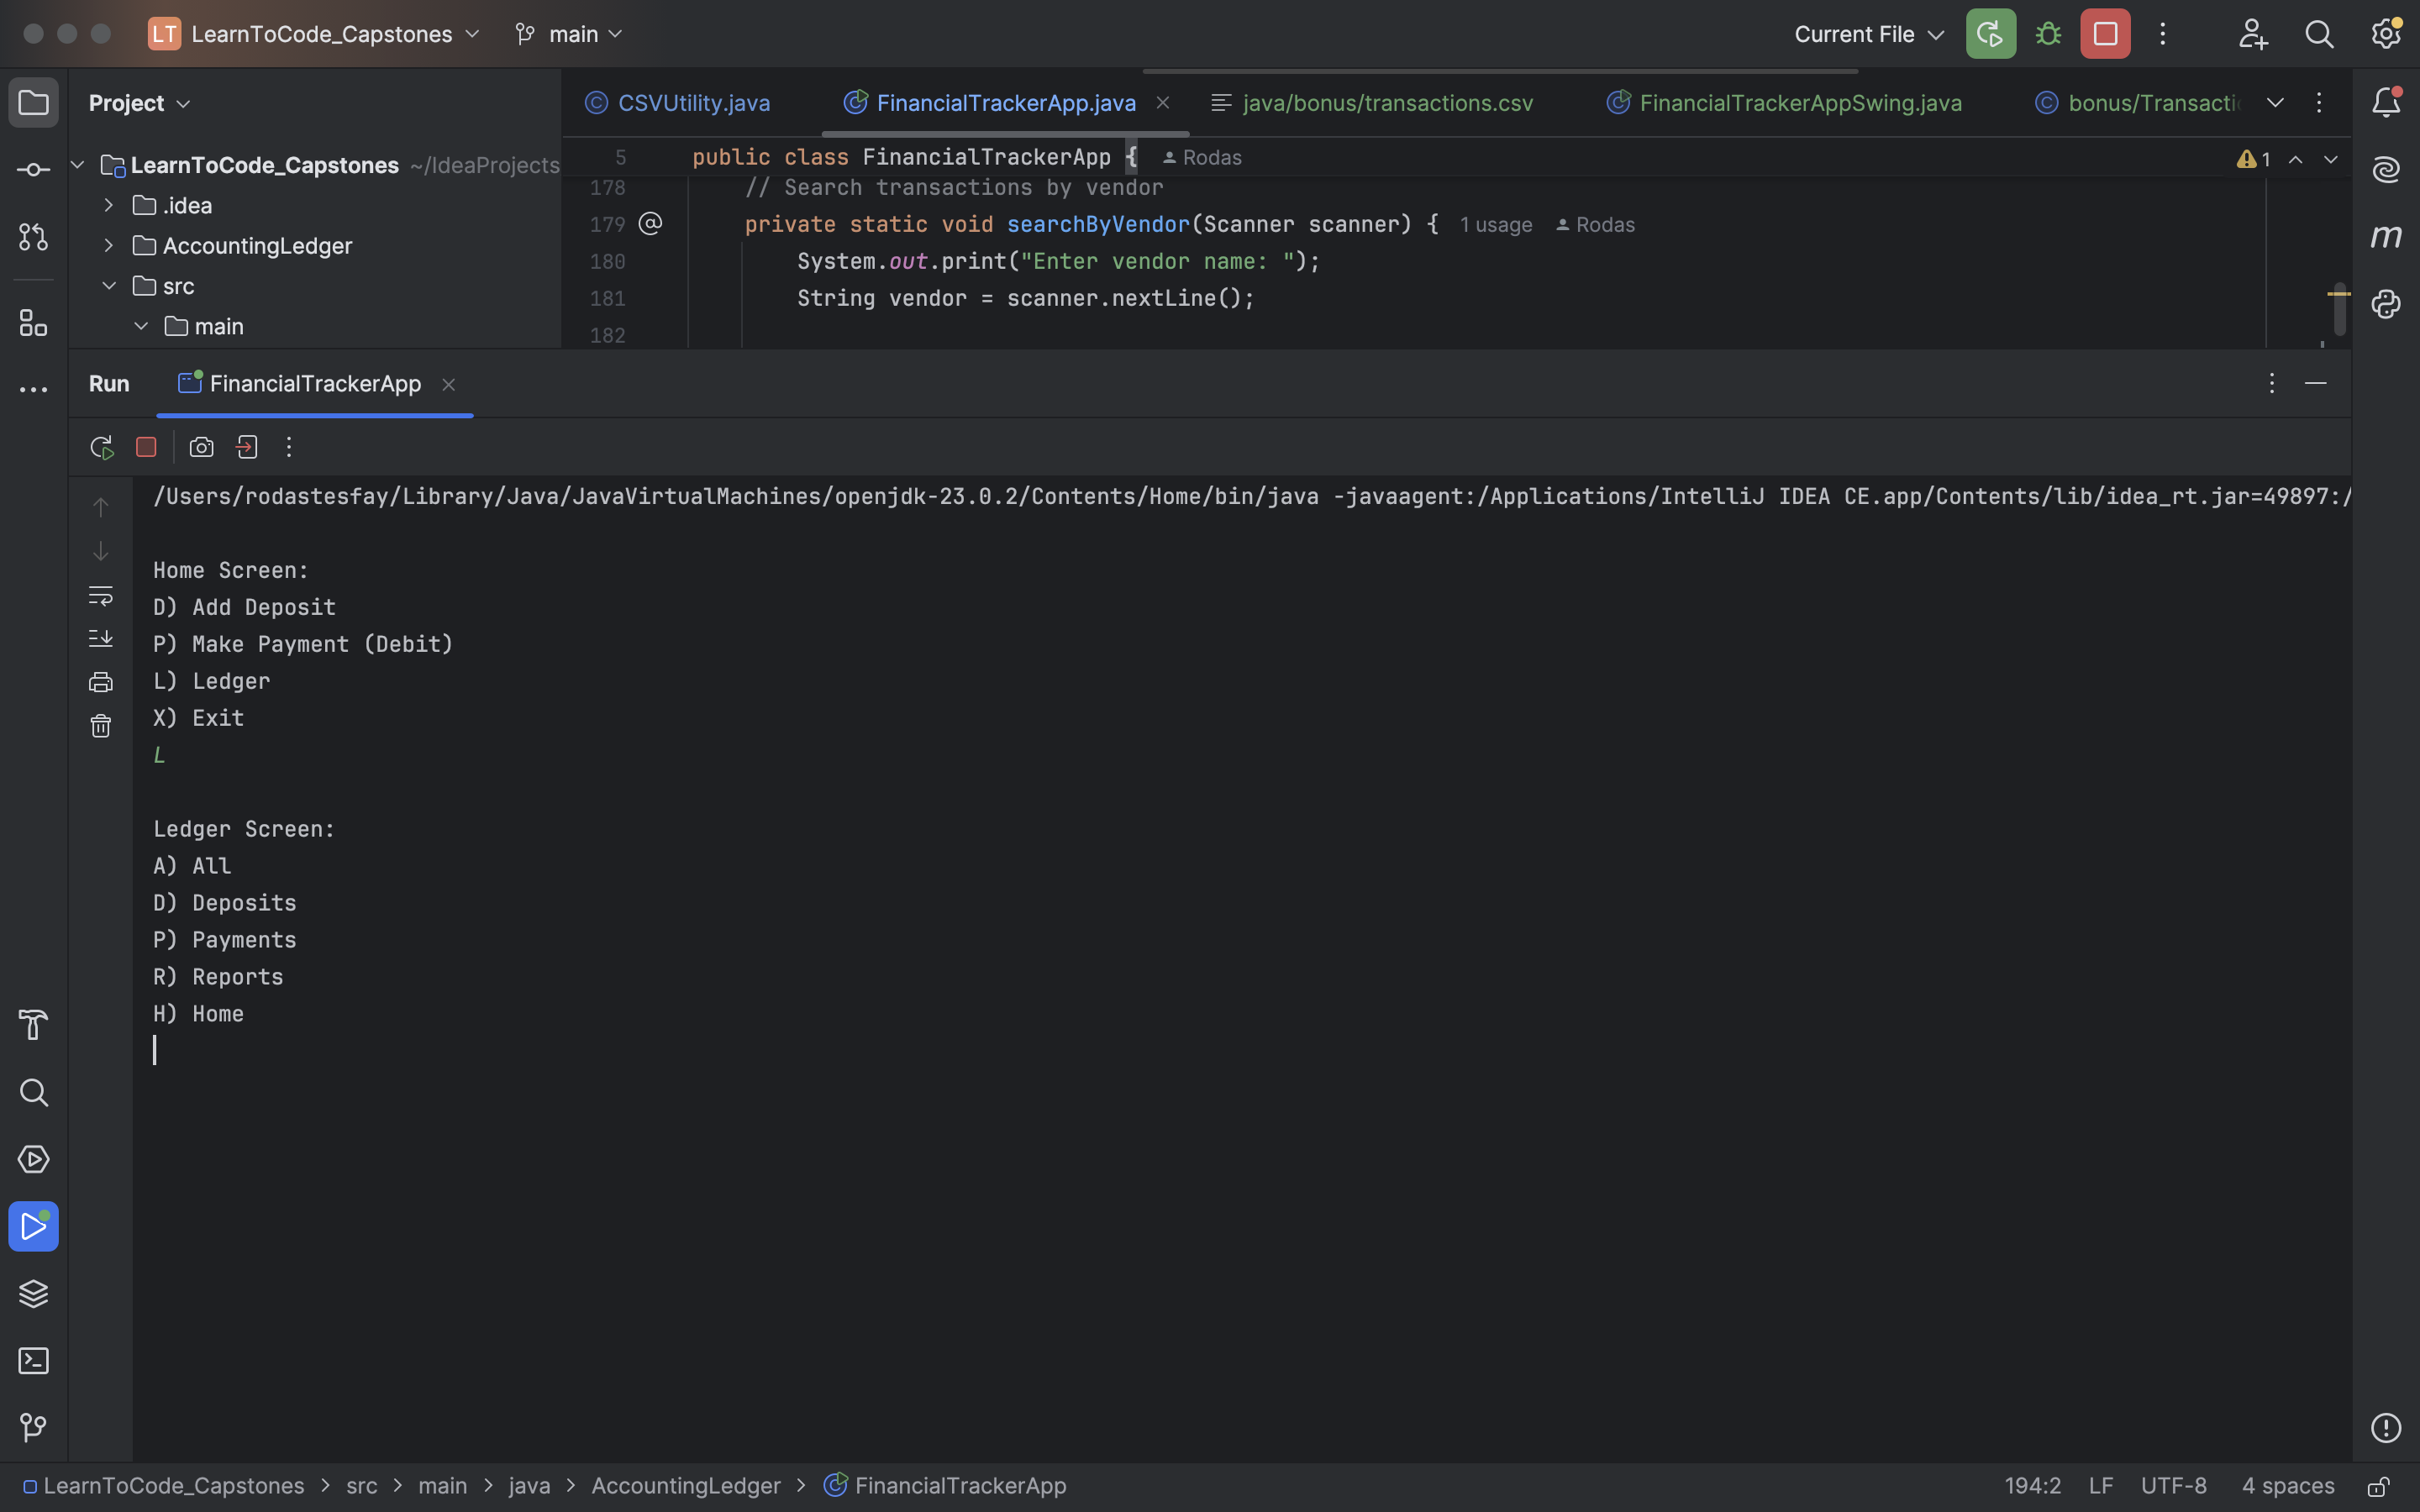 LT LearnToCode_Capstones main Current File
Project
CSVUtility.java FinancialTrackerApp.java java/bonus/transactions.csv FinancialTrackerAppSwing.java bonus/Transacti
LearnToCode_Capstones ~/IdeaProjects
.idea
AccountingLedger
src
main
5 public class FinancialTrackerApp { Rodas 1
178 // Search transactions by vendor
179 @ private static void searchByVendor(Scanner scanner) { 1 usage Rodas
180 System.out.print("Enter vendor name: ");
181 String vendor = scanner.nextLine();
182
Run FinancialTrackerApp
/Users/rodastesfay/Library/Java/JavaVirtualMachines/openjdk-23.0.2/Contents/Home/bin/java -javaagent:/Applications/IntelliJ IDEA CE.app/Contents/lib/idea_rt.jar=49897:/
Home Screen:
D) Add Deposit
P) Make Payment (Debit)
L) Ledger
X) Exit
L
Ledger Screen:
A) All
D) Deposits
P) Payments
R) Reports
H) Home
LearnToCode_Capstones > src > main > java > AccountingLedger > FinancialTrackerApp 194:2 LF UTF-8 4 spaces